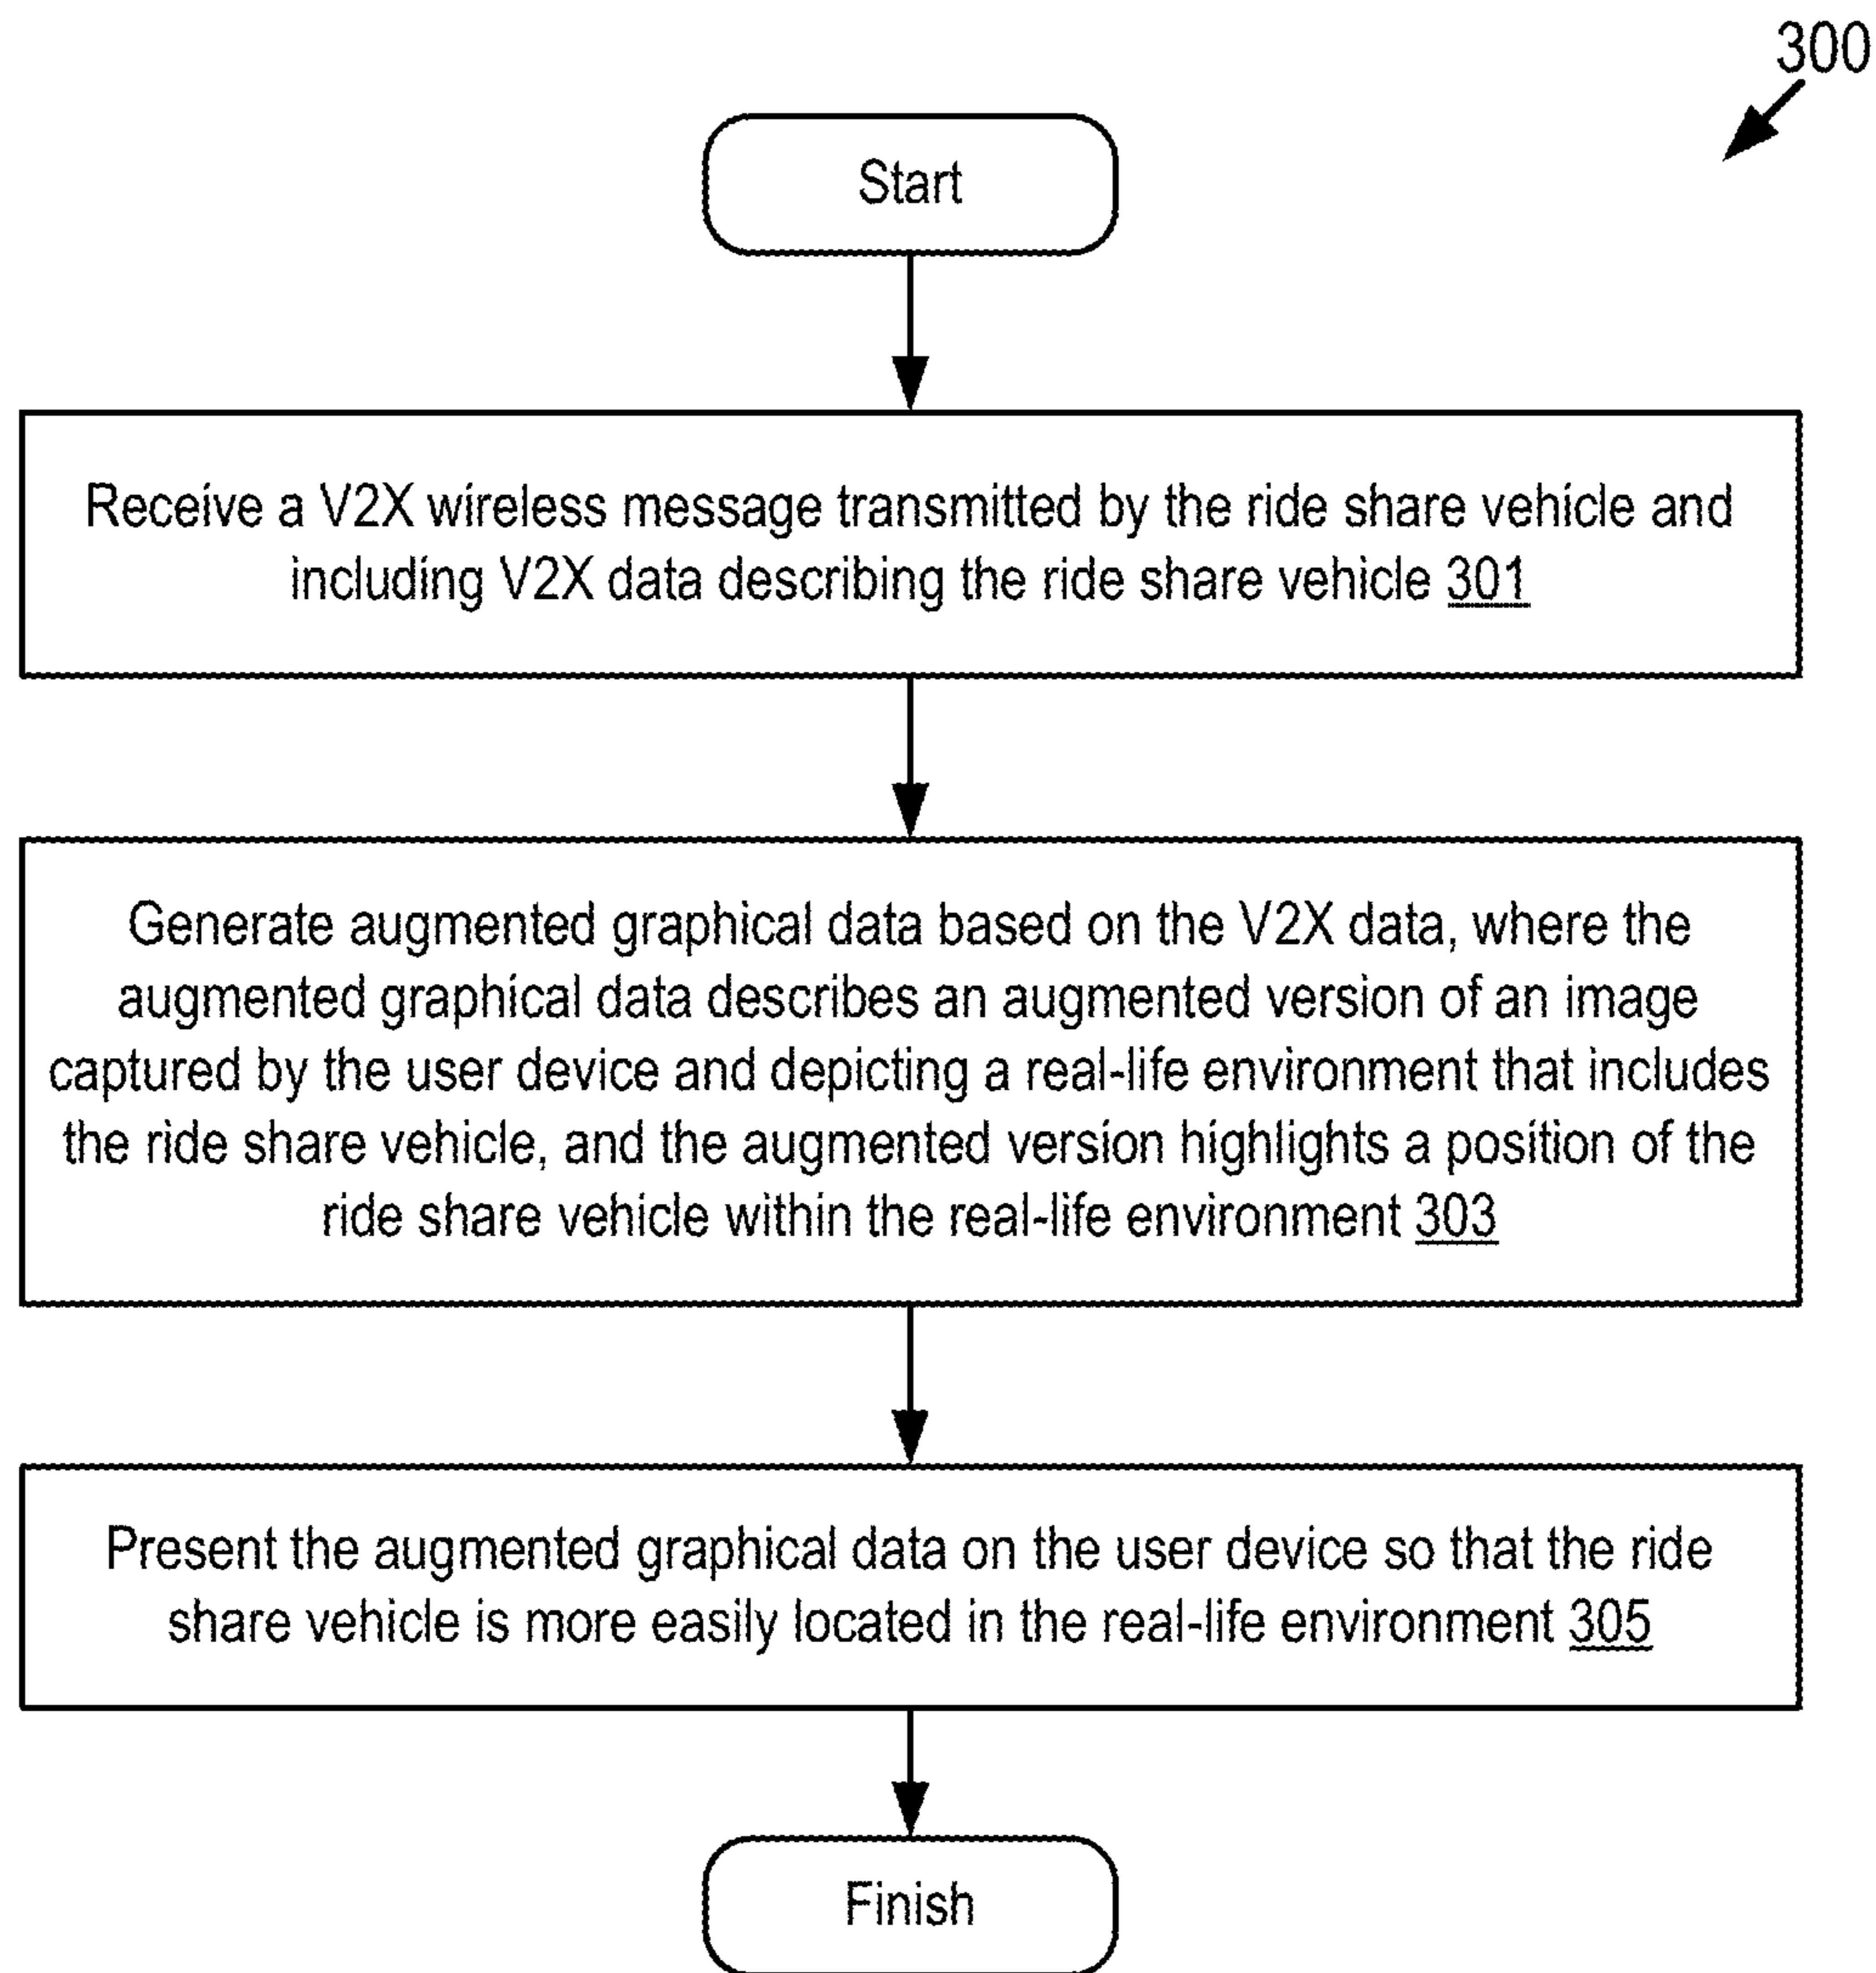 300
Start
Receive a V2X wireless message transmitted by the ride share vehicle and
including V2X data describing the ride share vehicle 301
Generate augmented graphical data based on the V2X data, where the
augmented graphical data describes an augmented version of an image
captured by the user device and depicting a real-life environment that includes
the ride share vehicle, and the augmented version highlights a position of the
ride share vehicle within the real-life environment 303
Present the augmented graphical data on the user device so that the ride
share vehicle is more easily located in the real-life environment 305
Finish